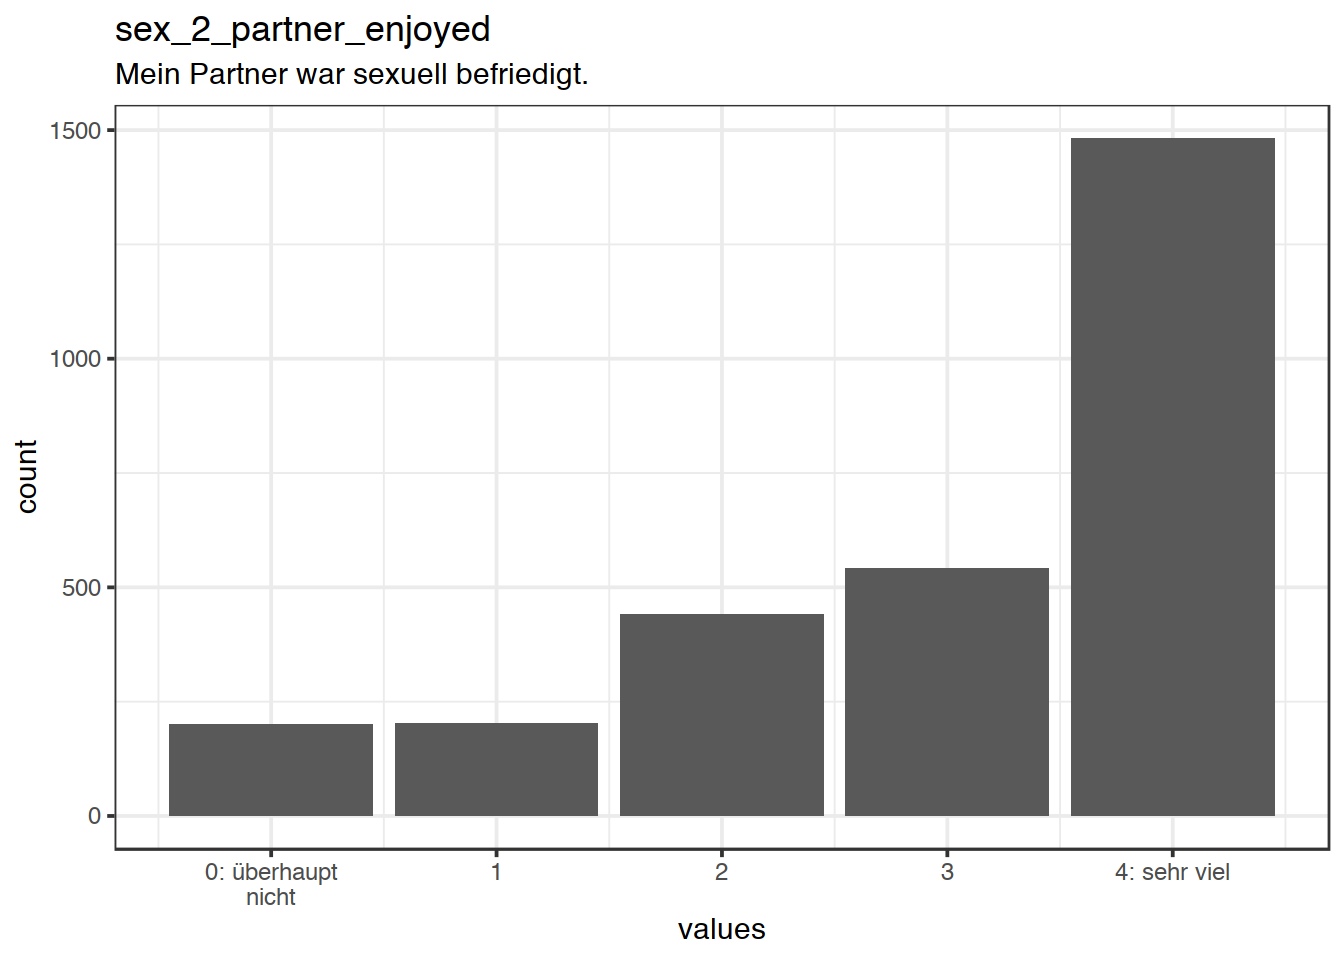 sex_2_partner_enjoyed
Mein Partner war sexuell befriedigt.
1500
1000
500
0
count
0: überhaupt
nicht
1
2
3
4: sehr viel
values